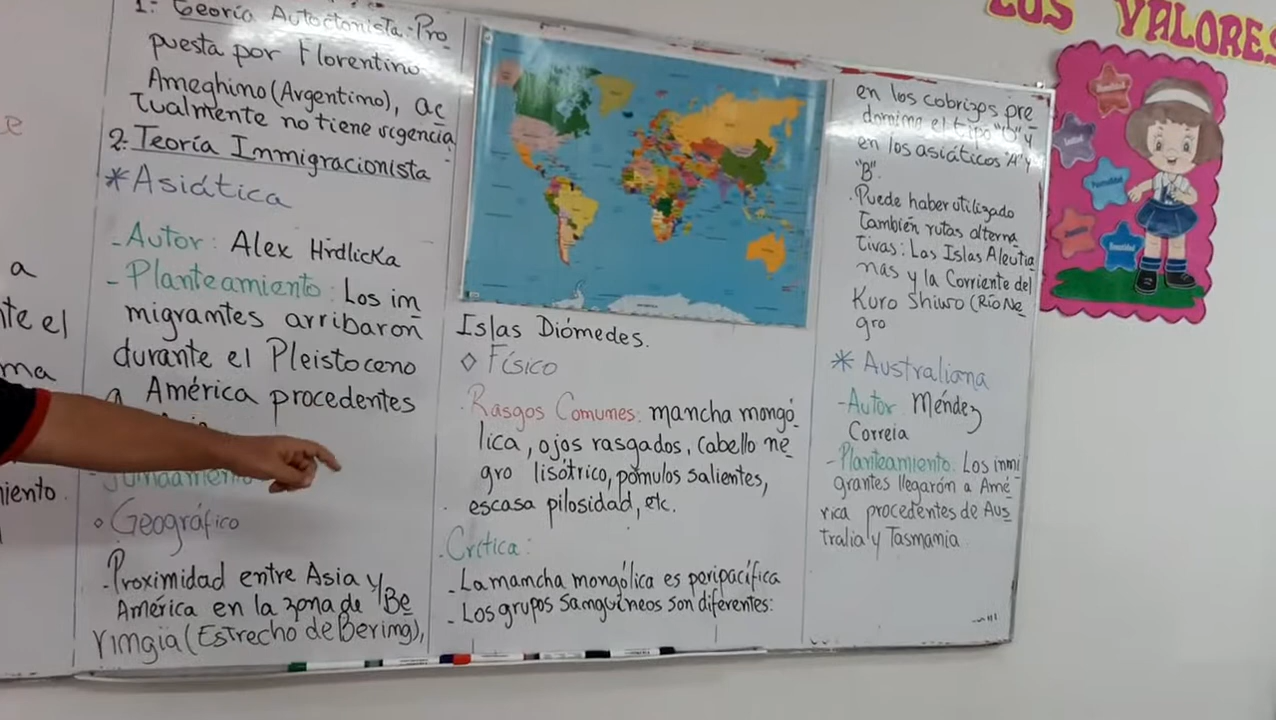 e
a
nte el
ma
niento
1- Teoría Autoctonista: Pro
puesta por Florentino
Ameghino (Argentino), ac
tualmente no tiene vigencia
2- Teoría Inmigracionista
*Asiática
- Autor: Alex Hrdlicka
- Planteamiento: Los in
migrantes arribaron
durante el Pleistoceno
a América procedentes
° Geográfico
- Proximidad entre Asia y
América en la zona de Be
ringia (Estrecho de Bering),
Islas Diómedes.
◇ Físico
Rasgos Comunes: mancha mongó
lica, ojos rasgados, cabello ne
gro lisótrico, pómulos salientes,
escasa pilosidad, etc.
Crítica:
- La mancha mongólica es peripacífica
- Los grupos sanguíneos son diferentes:
en los cobrizos pre
domina el tipo "O" y
en los asiáticos "A" y
"B".
. Puede haber utilizado
también rutas alterna
tivas: Las Islas Aleutia
nas y la Corriente del
Kuro Shiwo (Río Ne
gro
* Australiana
- Autor Méndez
Correia
- Planteamiento: Los inmi
grantes llegarón a Amé
rica procedentes de Aus
tralia y Tasmania
LOS VALORES